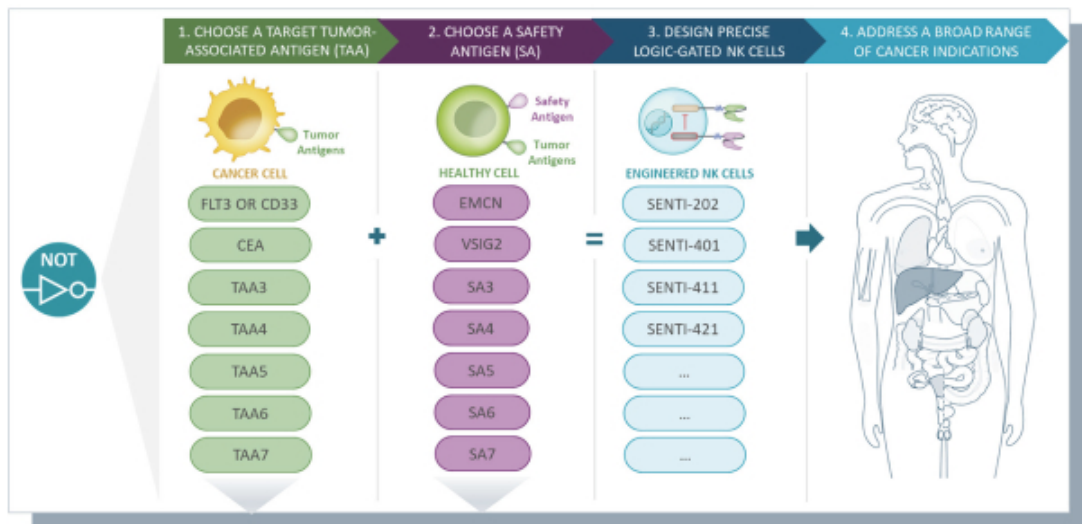 1. CHOOSE A TARGET TUMOR-
ASSOCIATED ANTIGEN (TAA)
2. CHOOSE A SAFETY
ANTIGEN (SA)
3. DESIGN PRECISE
LOGIC-GATED NK CELLS
4. ADDRESS A BROAD RANGE
OF CANCER INDICATIONS
Tumor
Antigens
Safety
Antigen
Tumor
Antigens
CANCER CELL
HEALTHY CELL
ENGINEERED NK CELLS
NOT
FLT3 OR CD33
+
EMCN
=
SENTI-202
CEA
VSIG2
SENTI-401
TAA3
SA3
SENTI-411
TAA4
SA4
SENTI-421
TAA5
SA5
...
TAA6
SA6
...
TAA7
SA7
...